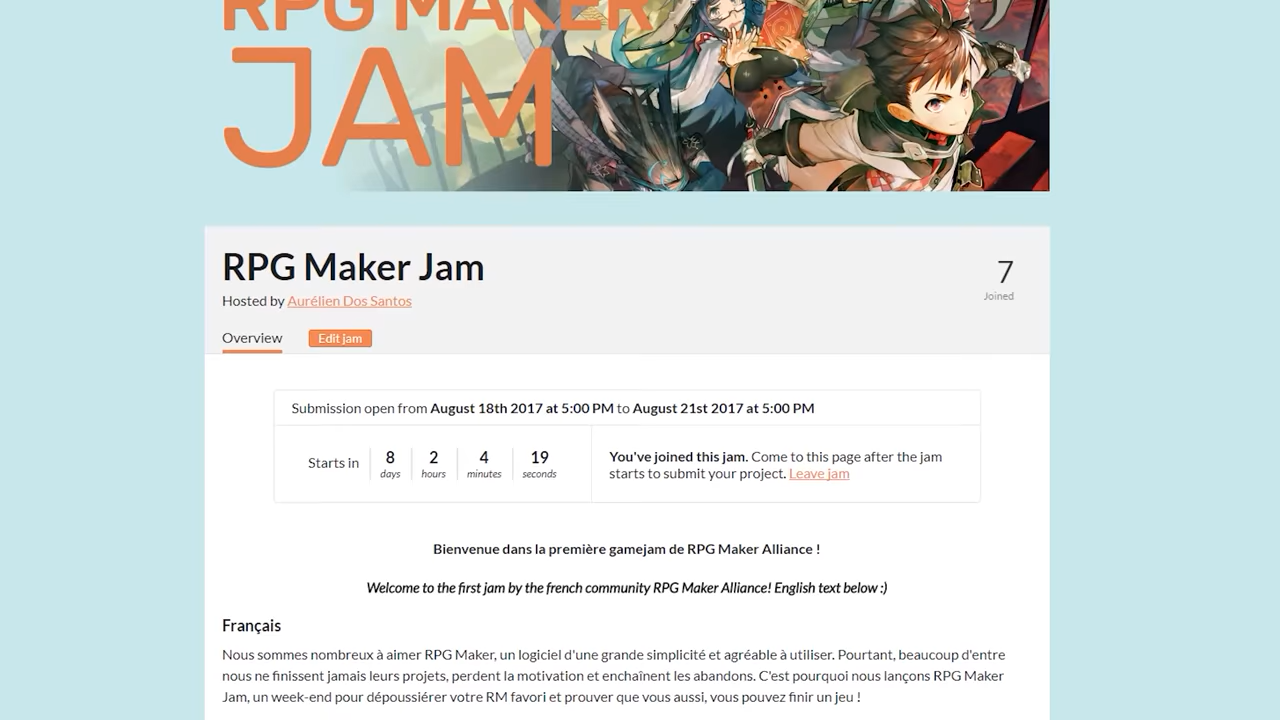 RPG MAKER
JAM
RPG Maker Jam
7
Joined
Hosted by Aurélien Dos Santos
Overview
Edit jam
Submission open from August 18th 2017 at 5:00 PM to August 21st 2017 at 5:00 PM
Starts in
8
days
2
hours
4
minutes
19
seconds
You've joined this jam. Come to this page after the jam
starts to submit your project. Leave jam
Bienvenue dans la première gamejam de RPG Maker Alliance !
Welcome to the first jam by the french community RPG Maker Alliance! English text below :)
Français
Nous sommes nombreux à aimer RPG Maker, un logiciel d'une grande simplicité et agréable à utiliser. Pourtant, beaucoup d'entre
nous ne finissent jamais leurs projets, perdent la motivation et enchaînent les abandons. C'est pourquoi nous lançons RPG Maker
Jam, un week-end pour dépoussiérer votre RM favori et prouver que vous aussi, vous pouvez finir un jeu !